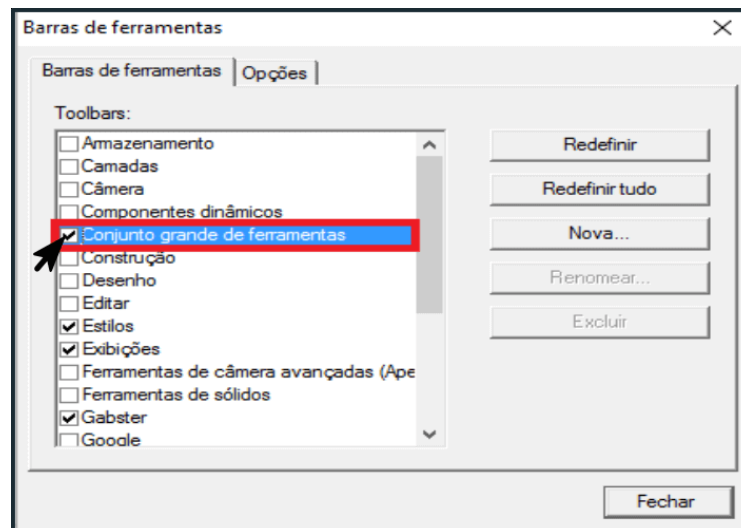 Barras de ferramentas
Barras de ferramentas
Opções
Toolbars:
Armazenamento
Camadas
Câmera
Componentes dinâmicos
Conjunto grande de ferramentas
Construção
Desenho
Editar
Estilos
Exibições
Ferramentas de câmera avançadas (Ape
Ferramentas de sólidos
Gabster
Google
Redefinir
Redefinir tudo
Nova...
Renomear...
Excluir
Fechar